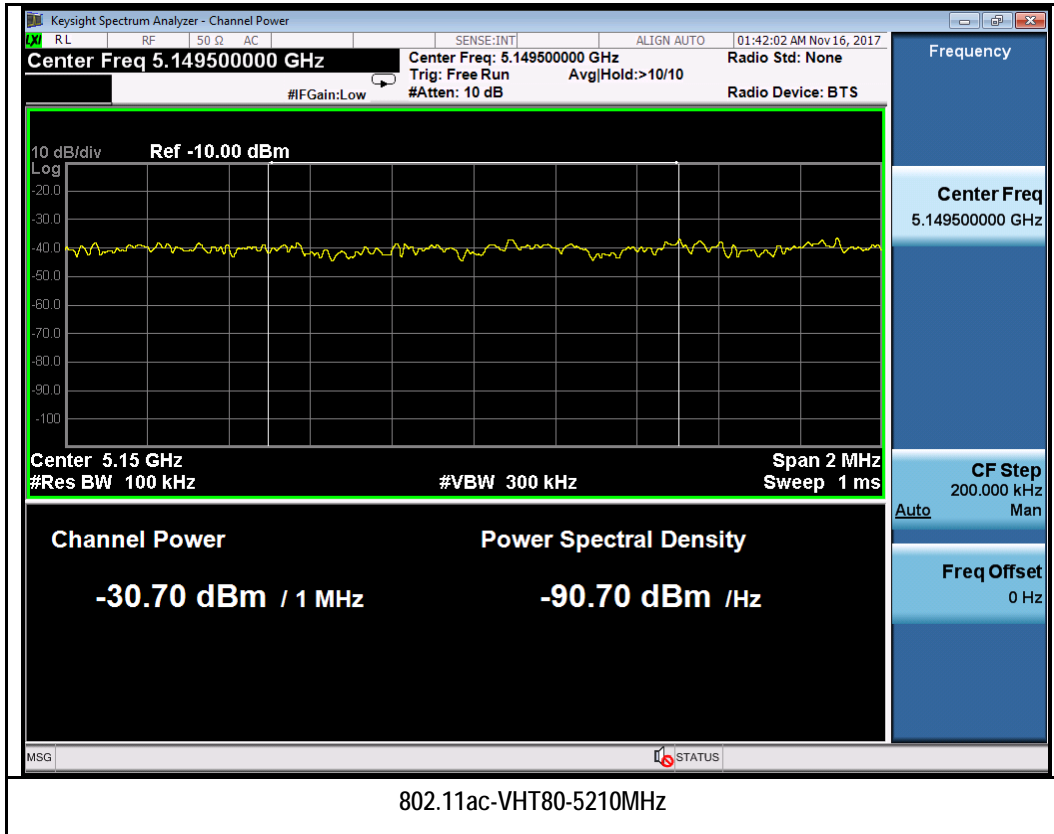 Keysight Spectrum Analyzer - Channel Power
LXI RL RF 50 Ω AC SENSE:INT ALIGN AUTO 01:42:02 AM Nov 16, 2017
Center Freq 5.149500000 GHz
#IFGain:Low
Center Freq: 5.149500000 GHz
Trig: Free Run Avg|Hold:>10/10
#Atten: 10 dB
Radio Std: None
Radio Device: BTS
10 dB/div Ref -10.00 dBm
Log
-20.0
-30.0
-40.0
-50.0
-60.0
-70.0
-80.0
-90.0
-100
Center 5.15 GHz Span 2 MHz
#Res BW 100 kHz #VBW 300 kHz Sweep 1 ms
Channel Power Power Spectral Density
-30.70 dBm / 1 MHz -90.70 dBm /Hz
Frequency
Center Freq
5.149500000 GHz
CF Step
200.000 kHz
Auto Man
Freq Offset
0 Hz
MSG STATUS
802.11ac-VHT80-5210MHz